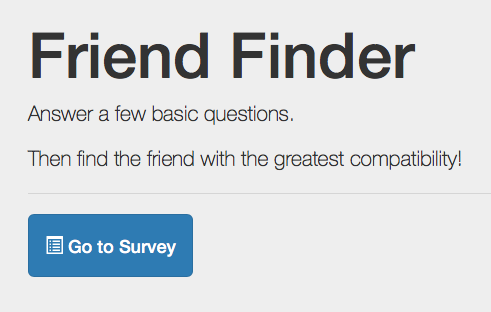 Friend Finder
Answer a few basic questions.
Then find the friend with the greatest compatibility!
Go to Survey